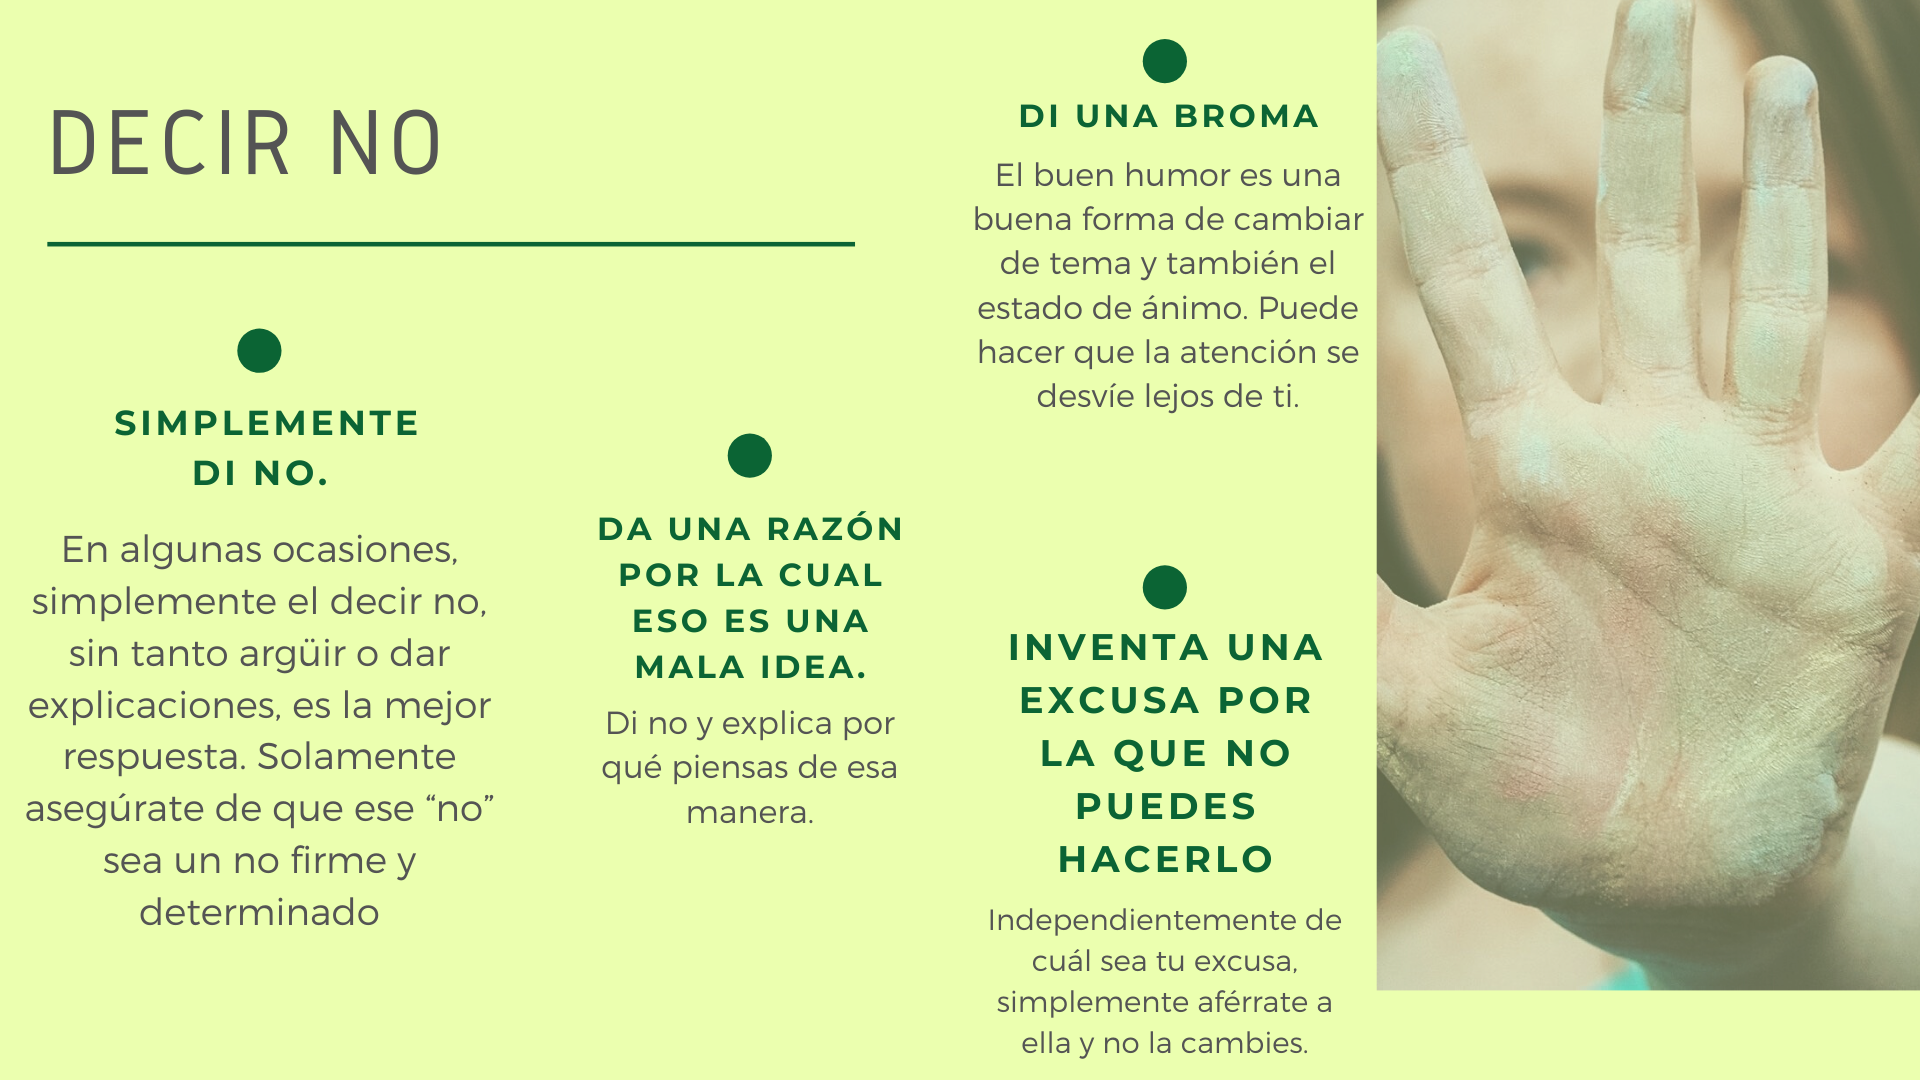 DECIR NO
SIMPLEMENTE
DI NO.
En algunas ocasiones,
simplemente el decir no,
sin tanto argüir o dar
explicaciones, es la mejor
respuesta. Solamente
asegúrate de que ese “no”
sea un no firme y
determinado
DA UNA RAZÓN
POR LA CUAL
ESO ES UNA
MALA IDEA.
Di no y explica por
qué piensas de esa
manera.
DI UNA BROMA
El buen humor es una
buena forma de cambiar
de tema y también el
estado de ánimo. Puede
hacer que la atención se
desvíe lejos de ti.
INVENTA UNA
EXCUSA POR
LA QUE NO
PUEDES
HACERLO
Independientemente de
cuál sea tu excusa,
simplemente aférrate a
ella y no la cambies.